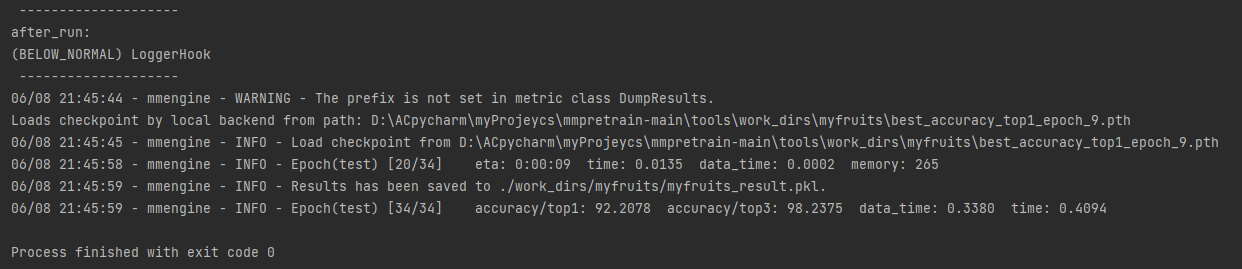 --------------------
after_run:
(BELOW_NORMAL) LoggerHook
--------------------
06/08 21:45:44 - mmengine - WARNING - The prefix is not set in metric class DumpResults.
Loads checkpoint by local backend from path: D:\ACpycharm\myProjeycs\mmpretrain-main\tools\work_dirs\myfruits\best_accuracy_top1_epoch_9.pth
06/08 21:45:45 - mmengine - INFO - Load checkpoint from D:\ACpycharm\myProjeycs\mmpretrain-main\tools\work_dirs\myfruits\best_accuracy_top1_epoch_9.pth
06/08 21:45:58 - mmengine - INFO - Epoch(test) [20/34]    eta: 0:00:09  time: 0.0135  data_time: 0.0002  memory: 265
06/08 21:45:59 - mmengine - INFO - Results has been saved to ./work_dirs/myfruits/myfruits_result.pkl.
06/08 21:45:59 - mmengine - INFO - Epoch(test) [34/34]    accuracy/top1: 92.2078  accuracy/top3: 98.2375  data_time: 0.3380  time: 0.4094
Process finished with exit code 0